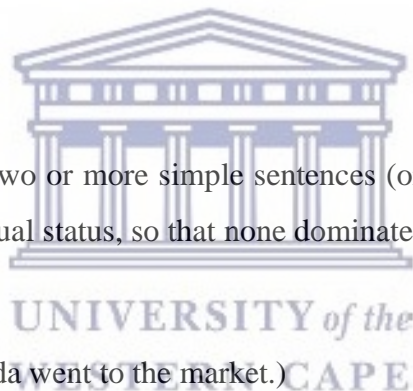 wo or more simple sentences (o
ual status, so that none dominate
UNIVERSITY of the
da went to the market.)
WESTERN CAPE